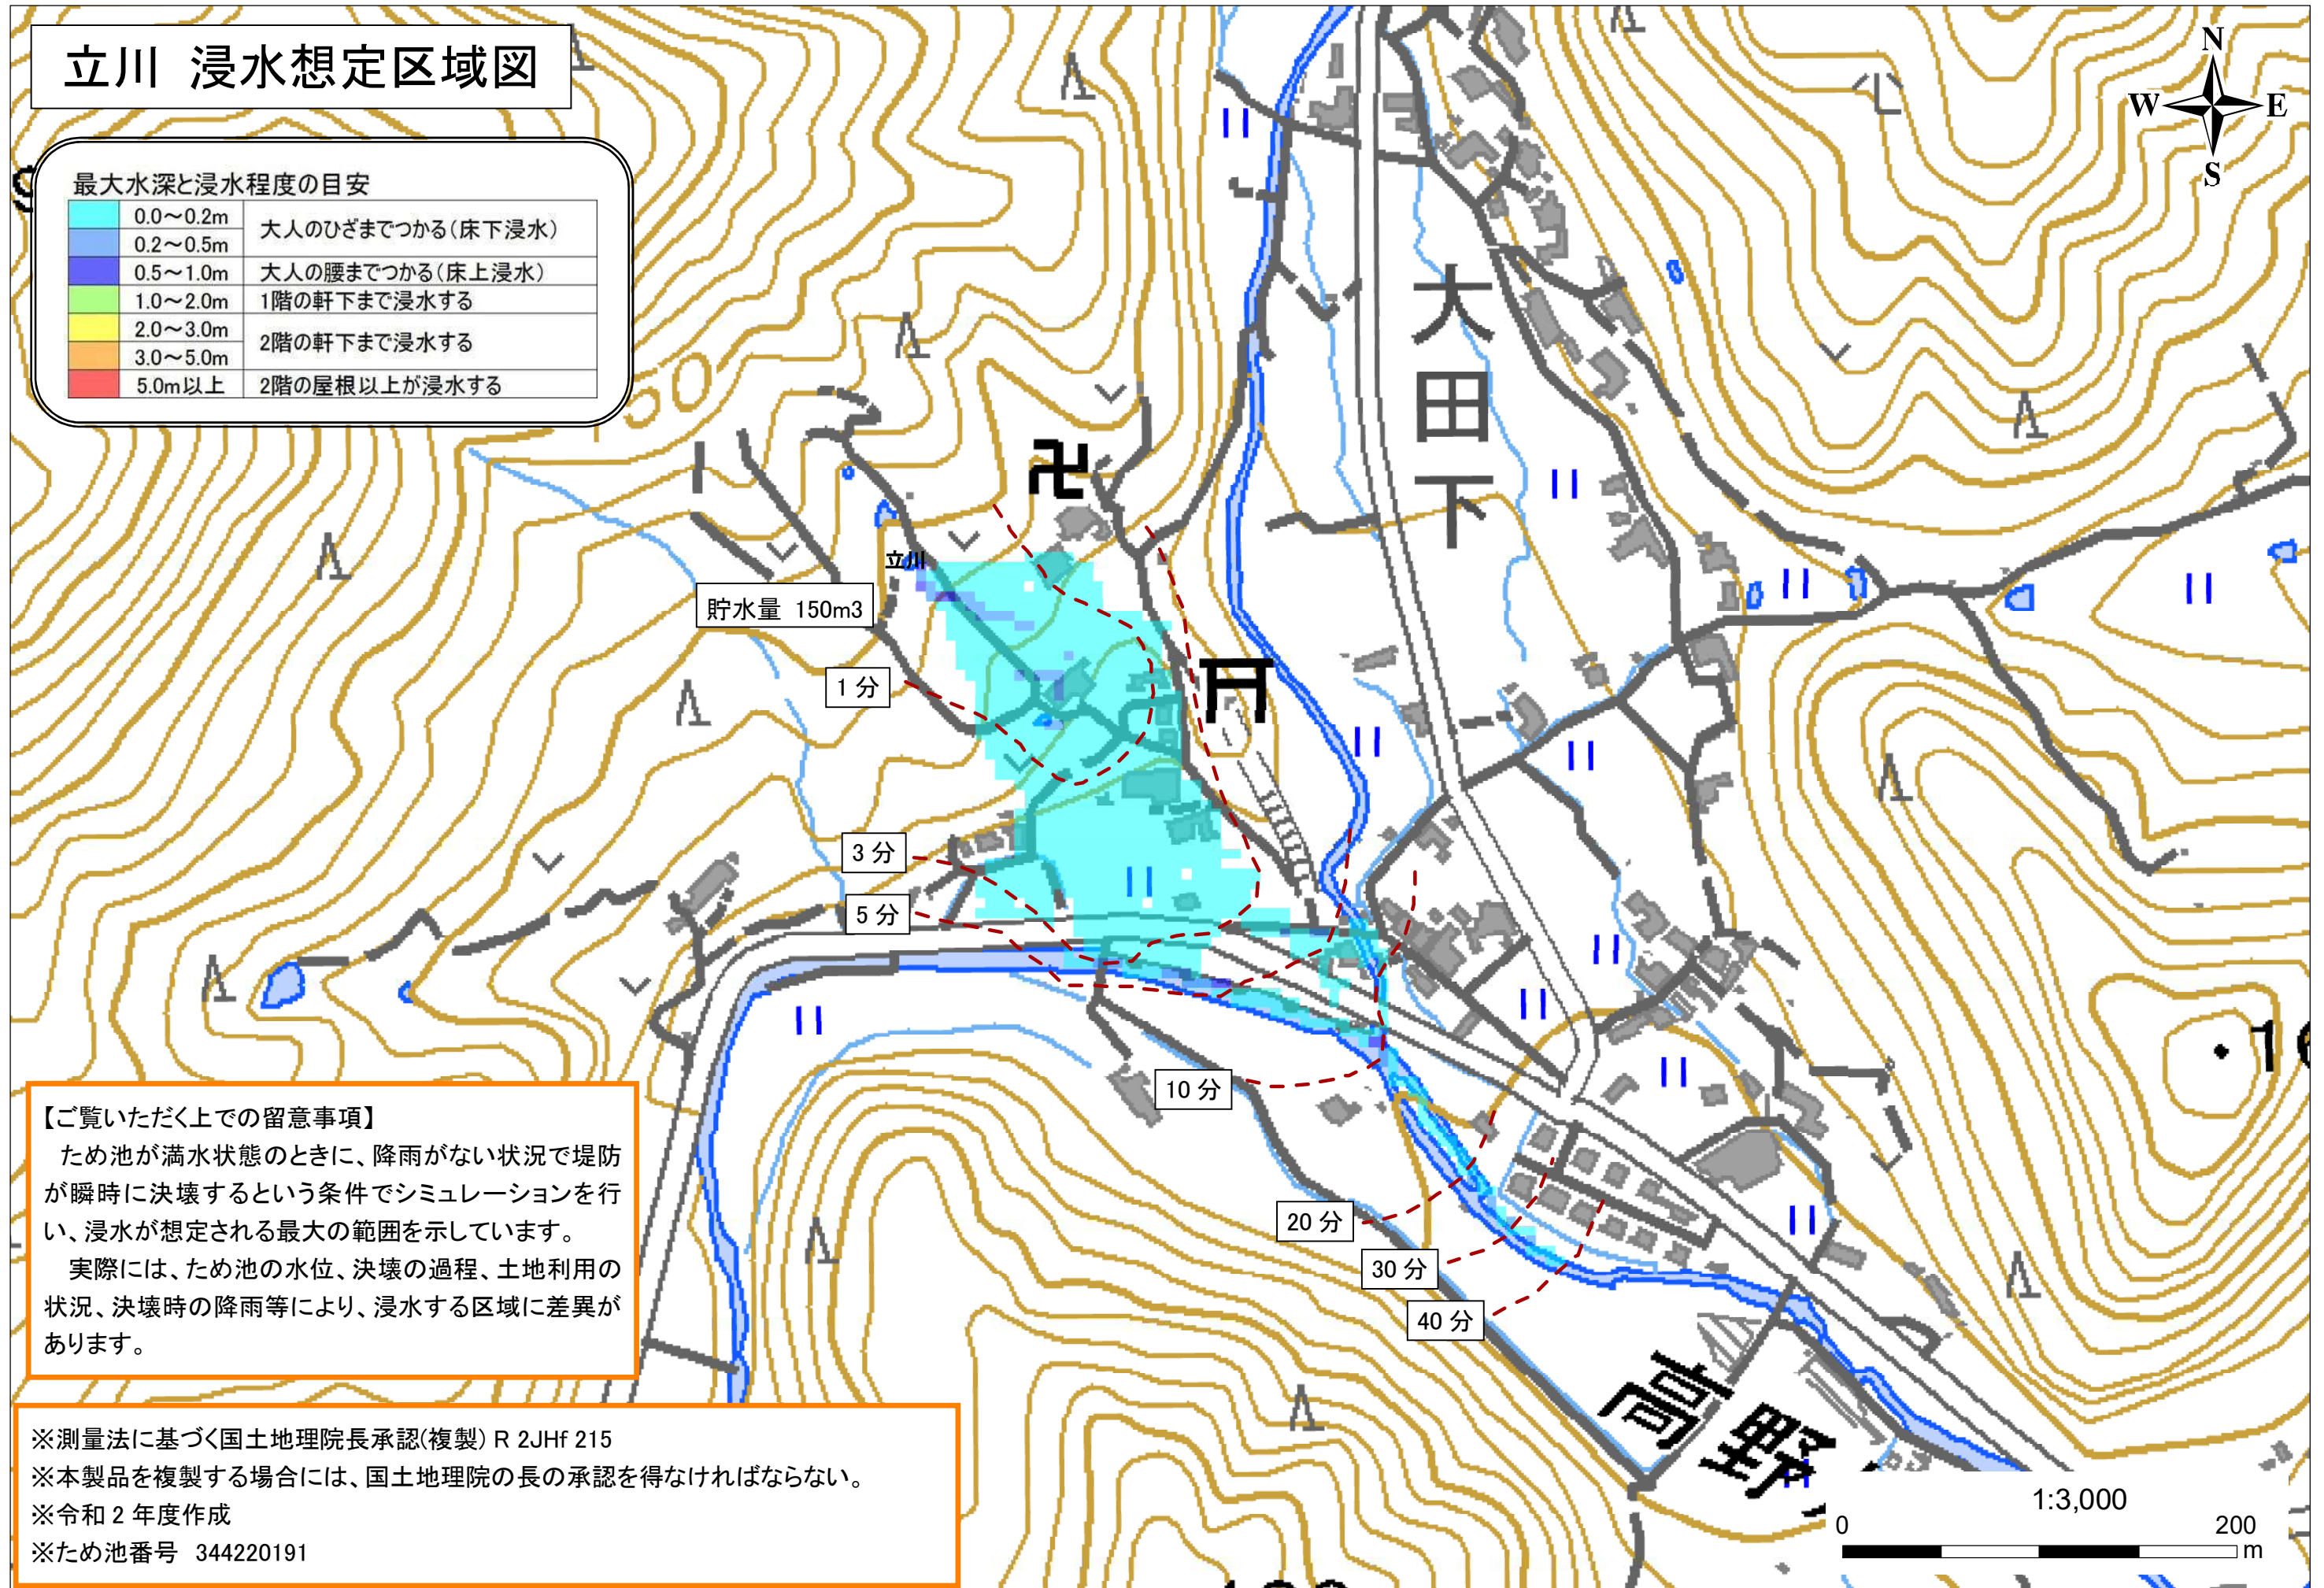 立川 浸水想定区域図
最大水深と浸水程度の目安
0.0～0.2m
大人のひざまでつかる(床下浸水)
0.2～0.5m
0.5～1.0m 大人の腰までつかる(床上浸水)
1.0～2.0m 1階の軒下まで浸水する
2.0～3.0m
2階の軒下まで浸水する
3.0～5.0m
5.0m以上 2階の屋根以上が浸水する
N
W E
S
大田下
50
立川
貯水量 150m3
1 分
3 分
5 分
10 分
20 分
30 分
40 分
高野
【ご覧いただく上での留意事項】
ため池が満水状態のときに、降雨がない状況で堤防
が瞬時に決壊するという条件でシミュレーションを行
い、浸水が想定される最大の範囲を示しています。
実際には、ため池の水位、決壊の過程、土地利用の
状況、決壊時の降雨等により、浸水する区域に差異が
あります。
※測量法に基づく国土地理院長承認(複製) R 2JHf 215
※本製品を複製する場合には、国土地理院の長の承認を得なければならない。
※令和 2 年度作成
※ため池番号 344220191
1:3,000
0 200
m